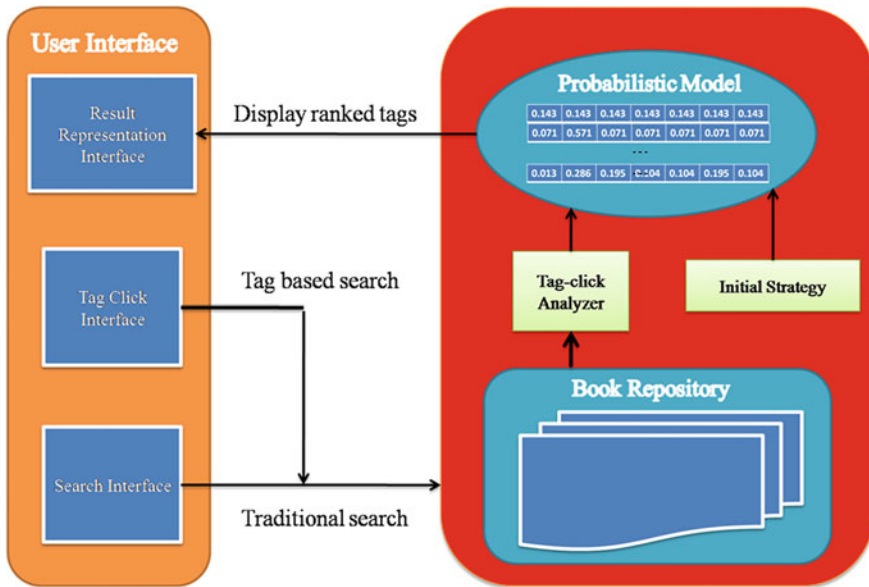 User Interface
Result
Representation
Interface
Display ranked tags
Probabilistic Model
0.143 0.143 0.143 0.143 0.143 0.143 0.143
0.071 0.571 0.071 0.071 0.071 0.071 0.071
---
0.013 0.286 0.195 0.104 0.104 0.195 0.104
Tag Click
Interface
Tag based search
Tag-click
Analyzer
Initial Strategy
Search Interface
Traditional search
Book Repository